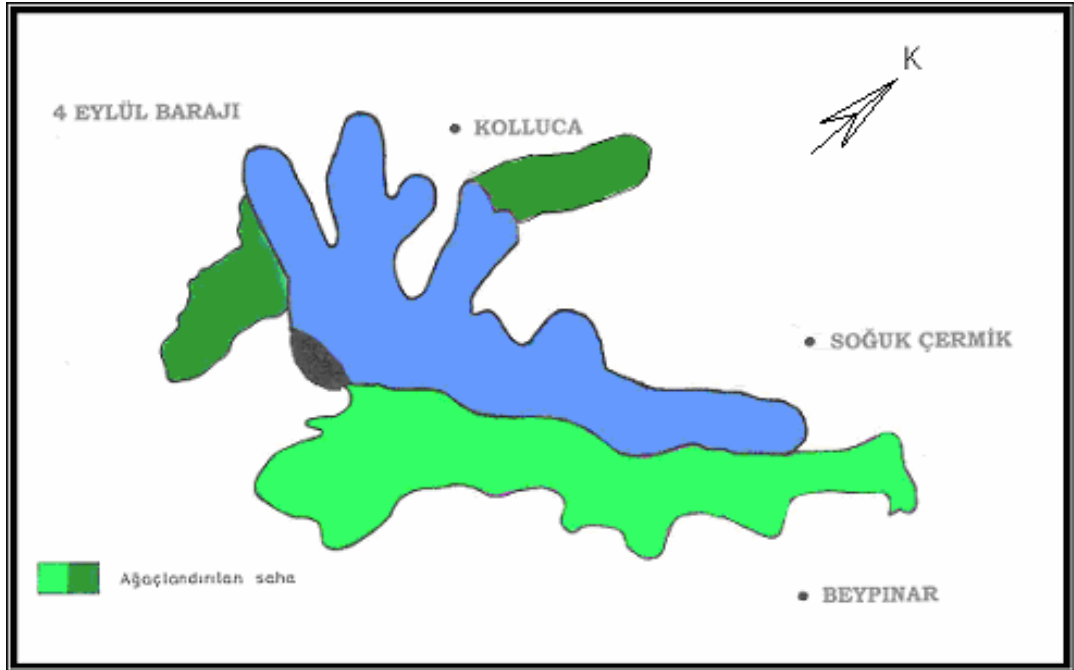 K
4 EYLÜL BARAJI
KOLLUCA
SOĞUK ÇERMİK
Ağaçlandırılan saha
BEYPINAR